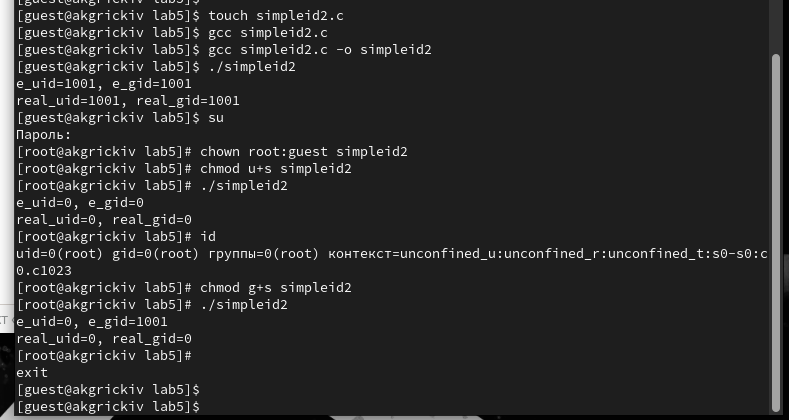 [guest@akgrickiv lab5]$ touch simpleid2.c
[guest@akgrickiv lab5]$ gcc simpleid2.c
[guest@akgrickiv lab5]$ gcc simpleid2.c -o simpleid2
[guest@akgrickiv lab5]$ ./simpleid2
e_uid=1001, e_gid=1001
real_uid=1001, real_gid=1001
[guest@akgrickiv lab5]$ su
Пароль:
[root@akgrickiv lab5]# chown root:guest simpleid2
[root@akgrickiv lab5]# chmod u+s simpleid2
[root@akgrickiv lab5]# ./simpleid2
e_uid=0, e_gid=0
real_uid=0, real_gid=0
[root@akgrickiv lab5]# id
uid=0(root) gid=0(root) группы=0(root) контекст=unconfined_u:unconfined_r:unconfined_t:s0-s0:c
0.c1023
[root@akgrickiv lab5]# chmod g+s simpleid2
[root@akgrickiv lab5]# ./simpleid2
e_uid=0, e_gid=1001
real_uid=0, real_gid=0
[root@akgrickiv lab5]#
exit
[guest@akgrickiv lab5]$
[guest@akgrickiv lab5]$